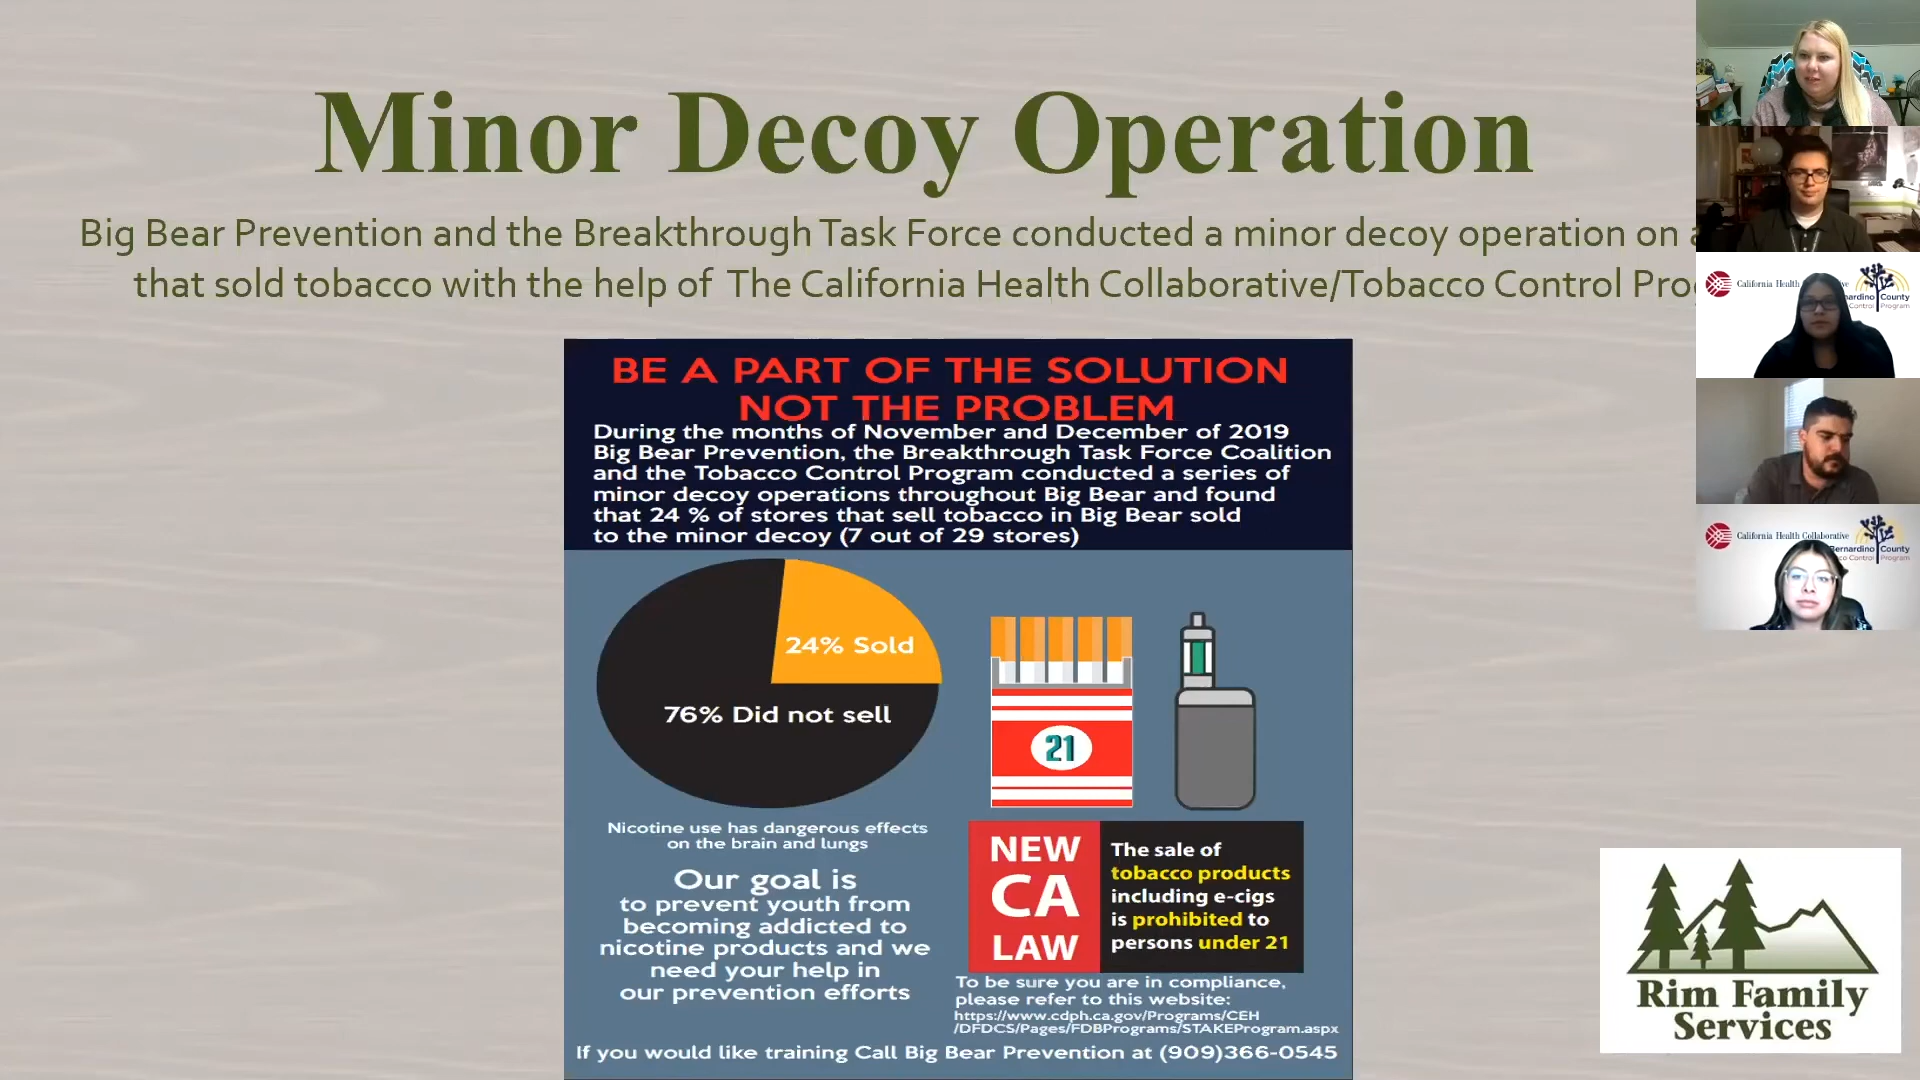 Minor Decoy Operation
Big Bear Prevention and the Breakthrough Task Force conducted a minor decoy operation on
that sold tobacco with the help of The California Health Collaborative/Tobacco Control
BE A PART OF THE SOLUTION
NOT THE PROBLEM
During the months of November and December of 2019
Big Bear Prevention, the Breakthrough Task Force Coalition
and the Tobacco Control Program conducted a series of
minor decoy operations throughout Big Bear and found
that 24 % of stores that sell tobacco in Big Bear sold
to the minor decoy (7 out of 29 stores)
24% Sold
76% Did not sell
21
Nicotine use has dangerous effects
on the brain and lungs
Our goal is
to prevent youth from
becoming addicted to
nicotine products and we
need your help in
our prevention efforts
NEW
CA
LAW
The sale of
tobacco products
including e-cigs
is prohibited to
persons under 21
To be sure you are in compliance,
please refer to this website:
https://www.cdph.ca.gov/Programs/CEH
/DFDCS/Pages/FDBPrograms/STAKEProgram.aspx
If you would like training Call Big Bear Prevention at (909)366-0545
California Health
County
Control Program
California Health Collaborative
Bernardino County
Control Program
Rim Family
Services